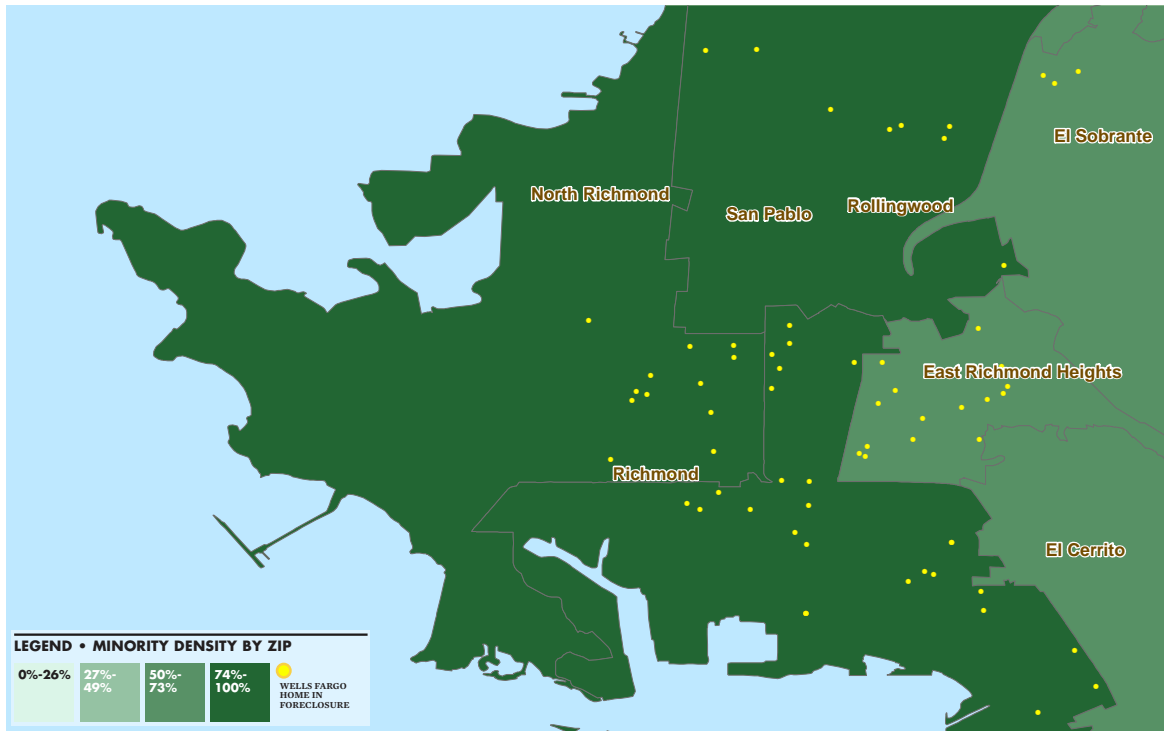 El Sobrante
North Richmond
San Pablo
Rollingwood
East Richmond Heights
Richmond
El Cerrito
LEGEND • MINORITY DENSITY BY ZIP
0%-26%
27%-
49%
50%-
73%
74%-
100%
WELLS FARGO
HOME IN
FORECLOSURE